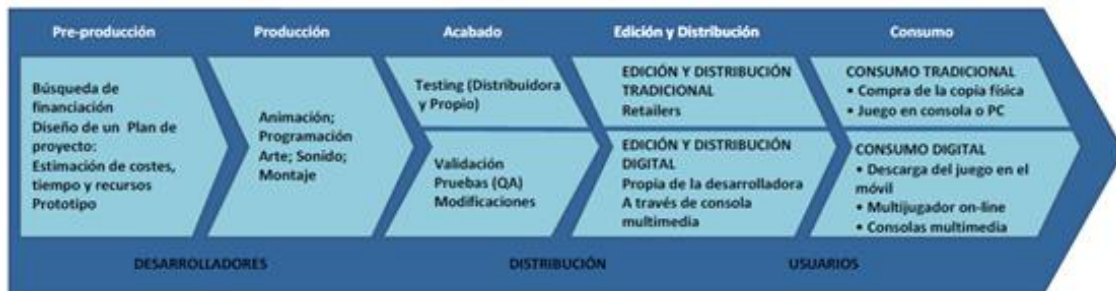 Pre-producción
Producción
Acabado
Edición y Distribución
Consumo
Búsqueda de
financiación
Diseño de un Plan de
proyecto:
Estimación de costes,
tiempo y recursos
Prototipo
Animación;
Programación
Arte; Sonido;
Montaje
Testing (Distribuidora
y Propio)
Validación
Pruebas (QA)
Modificaciones
EDICIÓN Y DISTRIBUCIÓN
TRADICIONAL
Retailers
EDICIÓN Y DISTRIBUCIÓN
DIGITAL
Propia de la desarrolladora
A través de consola
multimedia
CONSUMO TRADICIONAL
• Compra de la copia física
• Juego en consola o PC
CONSUMO DIGITAL
• Descarga del juego en el
móvil
• Multijugador on-line
• Consolas multimedia
DESARROLLADORES
DISTRIBUCIÓN
USUARIOS